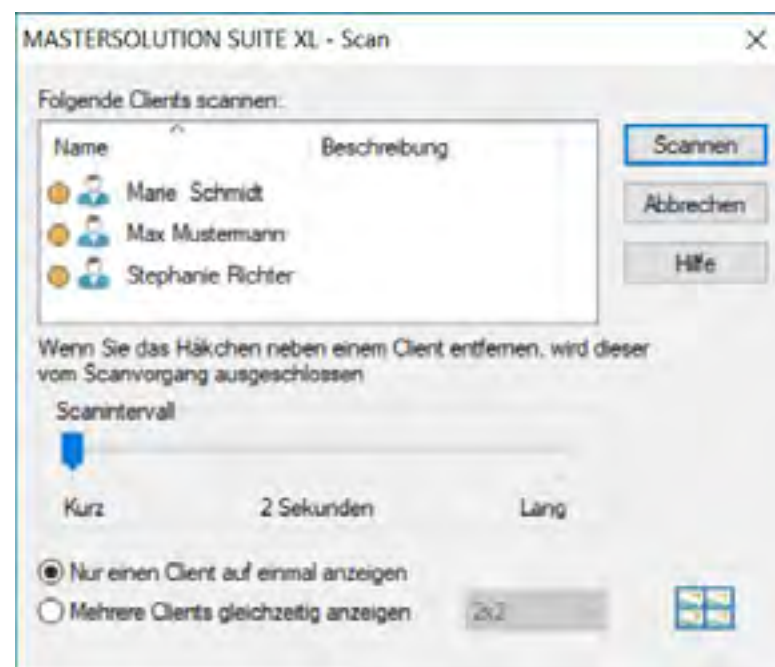 MASTERSOLUTION SUITE XL - Scan
Folgende Clients scannen:
Name Beschreibung
Marie Schmidt
Max Mustermann
Stephanie Richter
Scannen
Abbrechen
Hilfe
Wenn Sie das Häkchen neben einem Client entfernen, wird dieser
vom Scanvorgang ausgeschlossen
Scanintervall
Kurz 2 Sekunden Lang
Nur einen Client auf einmal anzeigen
Mehrere Clients gleichzeitig anzeigen 2x2